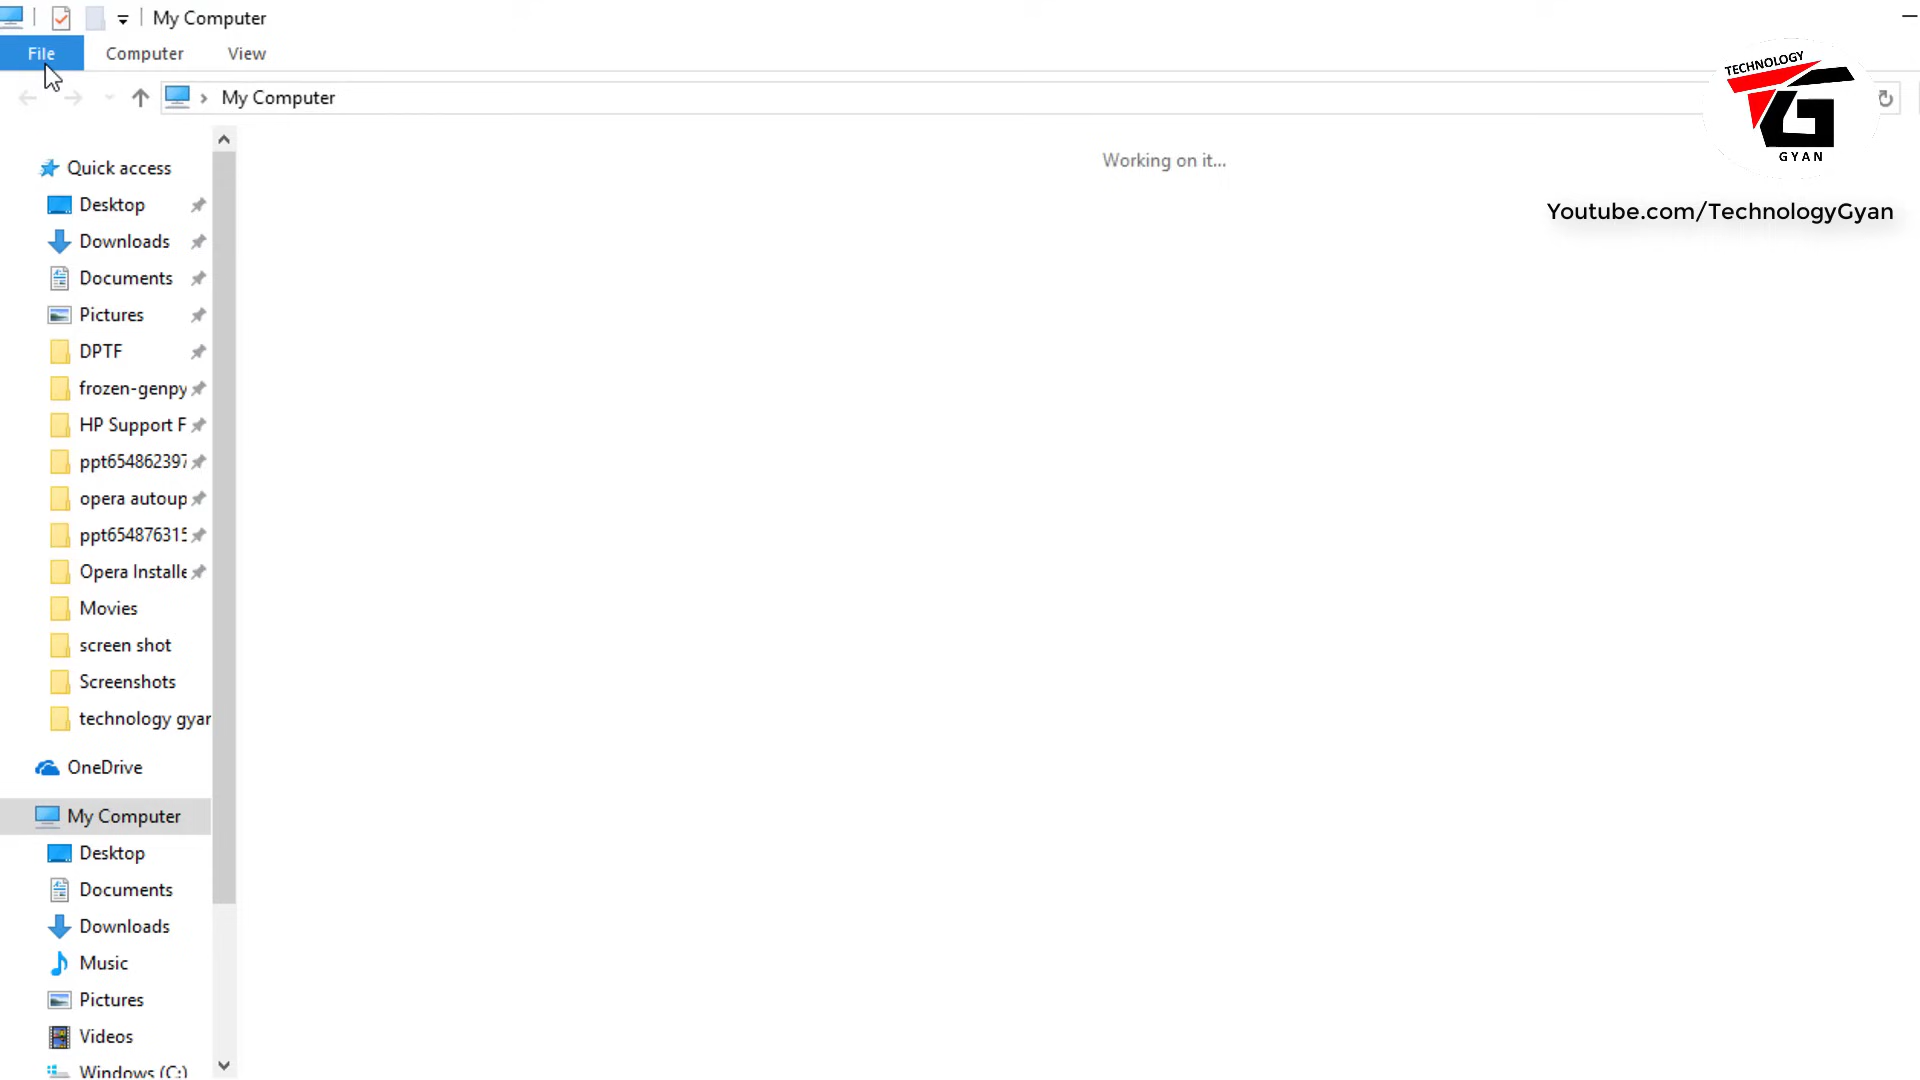 My Computer
File Computer View
My Computer
TECHNOLOGY
GYAN
Youtube.com/TechnologyGyan
Working on it...
Quick access
Desktop
Downloads
Documents
Pictures
DPTF
frozen-genpy
HP Support F
ppt654862397
opera autoup
ppt654876315
Opera Installe
Movies
screen shot
Screenshots
technology gyan
OneDrive
My Computer
Desktop
Documents
Downloads
Music
Pictures
Videos
Windows (C:)